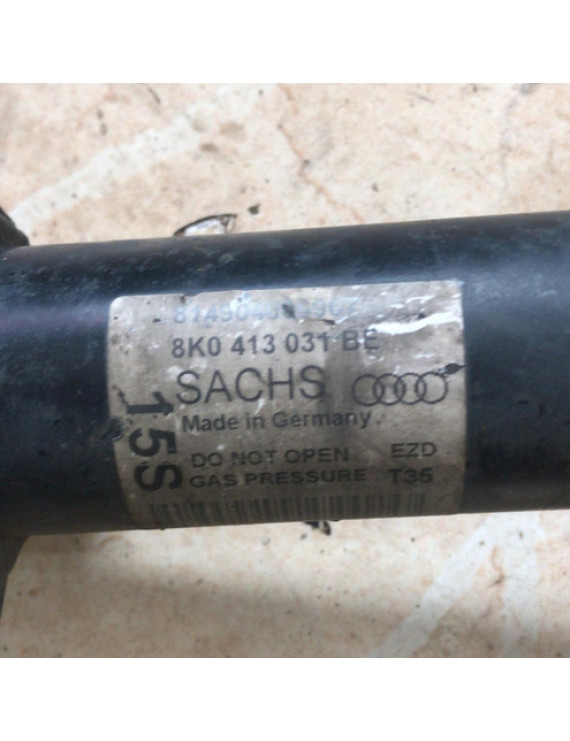 8K0 413 031 BE
SACHS
Made in Germany
15S
DO NOT OPEN EZD
GAS PRESSURE T36